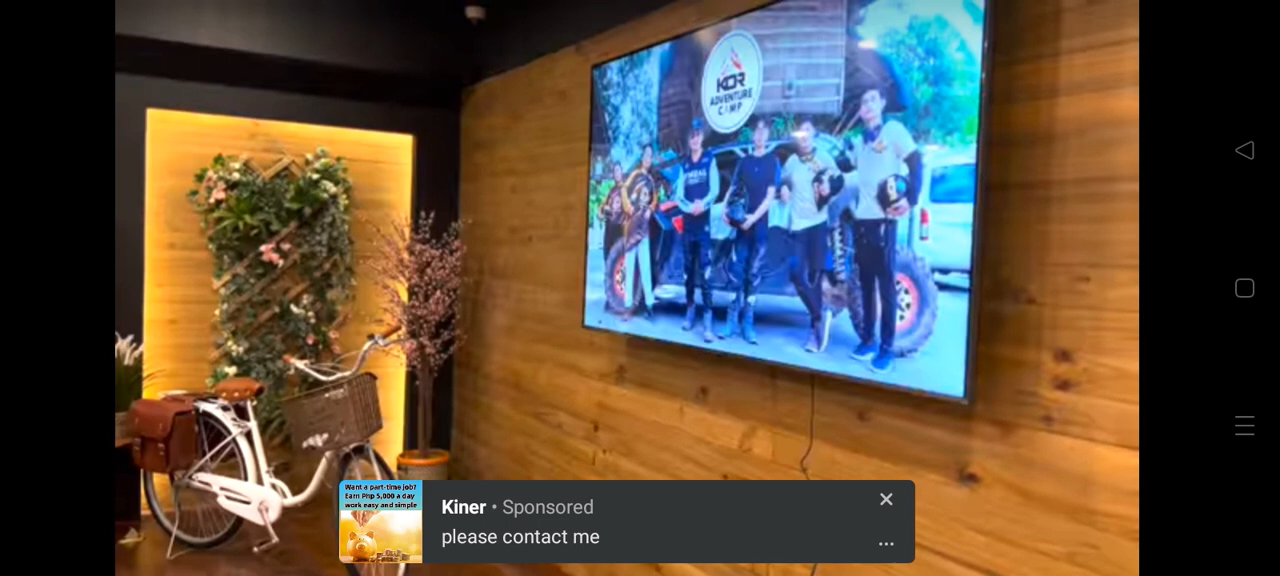 KOR
ADVENTURE
CAMP
Want a part-time job?
Earn Php 5,000 a day
work easy and simple
Kiner • Sponsored
please contact me